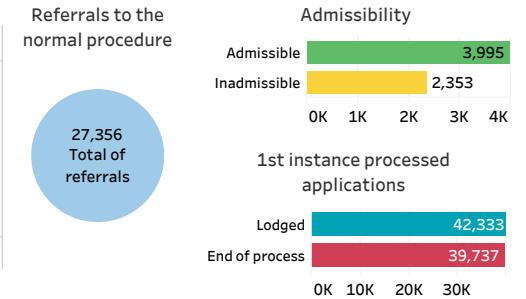 Referrals to the
normal procedure
27,356
Total of
referrals
Admissibility
Admissible 3,995
Inadmissible 2,353
0K 1K 2K 3K 4K
1st instance processed
applications
Lodged 42,333
End of process 39,737
0K 10K 20K 30K